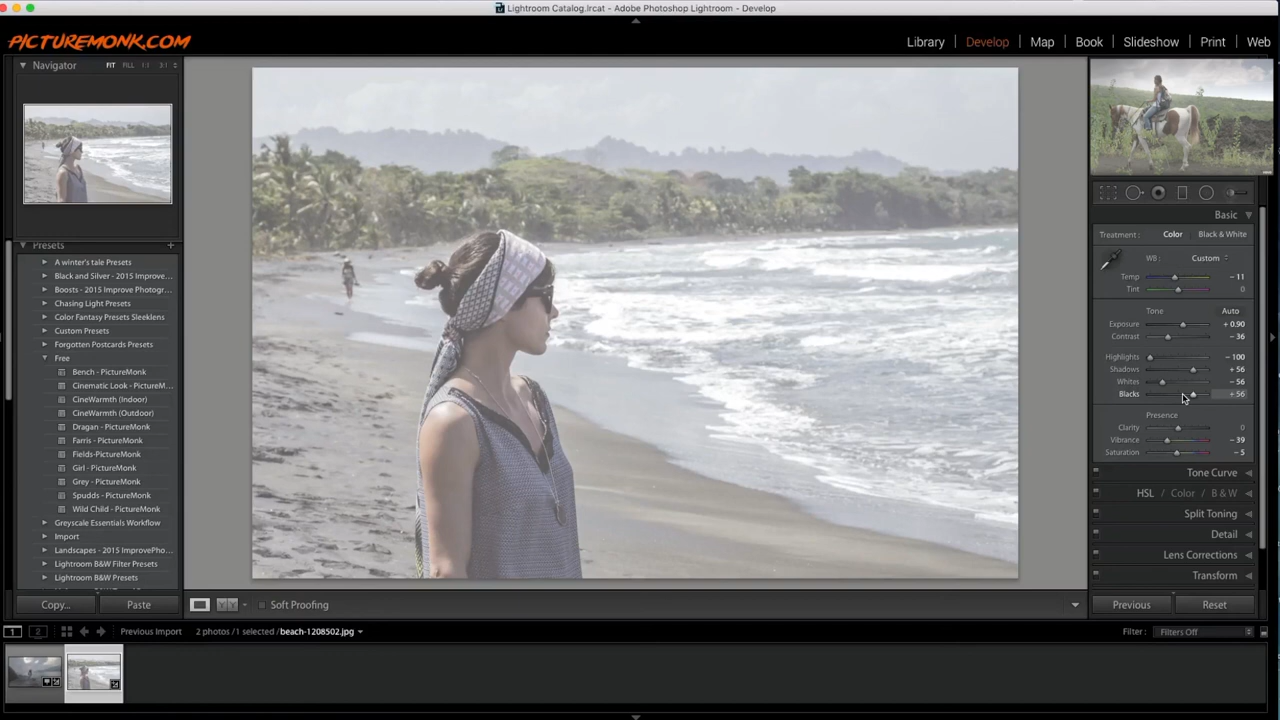 Lightroom Catalog.lrcat - Adobe Photoshop Lightroom - Develop
PICTUREMONK.COM
Library | Develop | Map | Book | Slideshow | Print | Web
Navigator FIT FILL 1:1 3:1
Presets +
A winter's tale Presets
Black and Silver - 2015 Improve...
Boosts - 2015 Improve Photogr...
Chasing Light Presets
Color Fantasy Presets Sleeklens
Custom Presets
Forgotten Postcards Presets
Free
Bench - PictureMonk
Cinematic Look - PictureM...
CineWarmth (Indoor)
CineWarmth (Outdoor)
Dragan - PictureMonk
Farris - PictureMonk
Fields-PictureMonk
Girl - PictureMonk
Grey - PictureMonk
Spudds - PictureMonk
Wild Child - PictureMonk
Greyscale Essentials Workflow
Import
Landscapes - 2015 ImprovePho...
Lightroom B&W Filter Presets
Lightroom B&W Presets
Copy... Paste
Basic
Treatment : Color Black & White
WB : Custom
Temp - 11
Tint 0
Tone Auto
Exposure + 0.90
Contrast - 36
Highlights - 100
Shadows + 56
Whites - 56
Blacks + 56
Presence
Clarity 0
Vibrance - 39
Saturation - 5
Tone Curve
HSL / Color / B & W
Split Toning
Detail
Lens Corrections
Transform
Previous Reset
Y Y Soft Proofing
1 2 Previous Import 2 photos / 1 selected / beach-1208502.jpg Filter : Filters Off